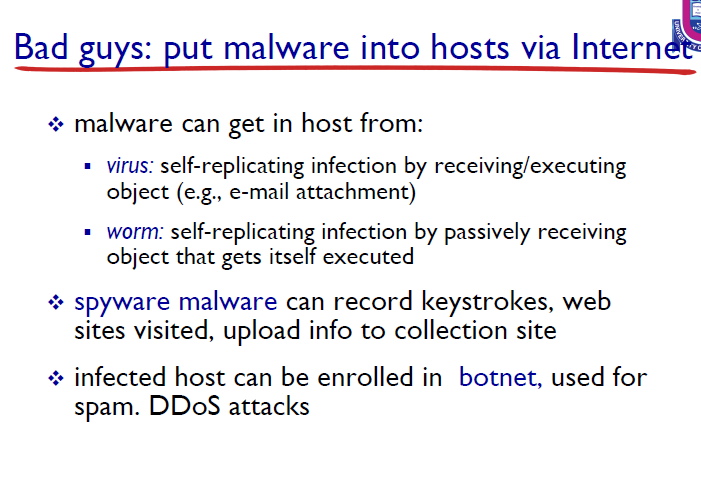 Bad guys: put malware into hosts via Internet
❖ malware can get in host from:
▪ virus: self-replicating infection by receiving/executing
object (e.g., e-mail attachment)
▪ worm: self-replicating infection by passively receiving
object that gets itself executed
❖ spyware malware can record keystrokes, web
sites visited, upload info to collection site
❖ infected host can be enrolled in botnet, used for
spam. DDoS attacks